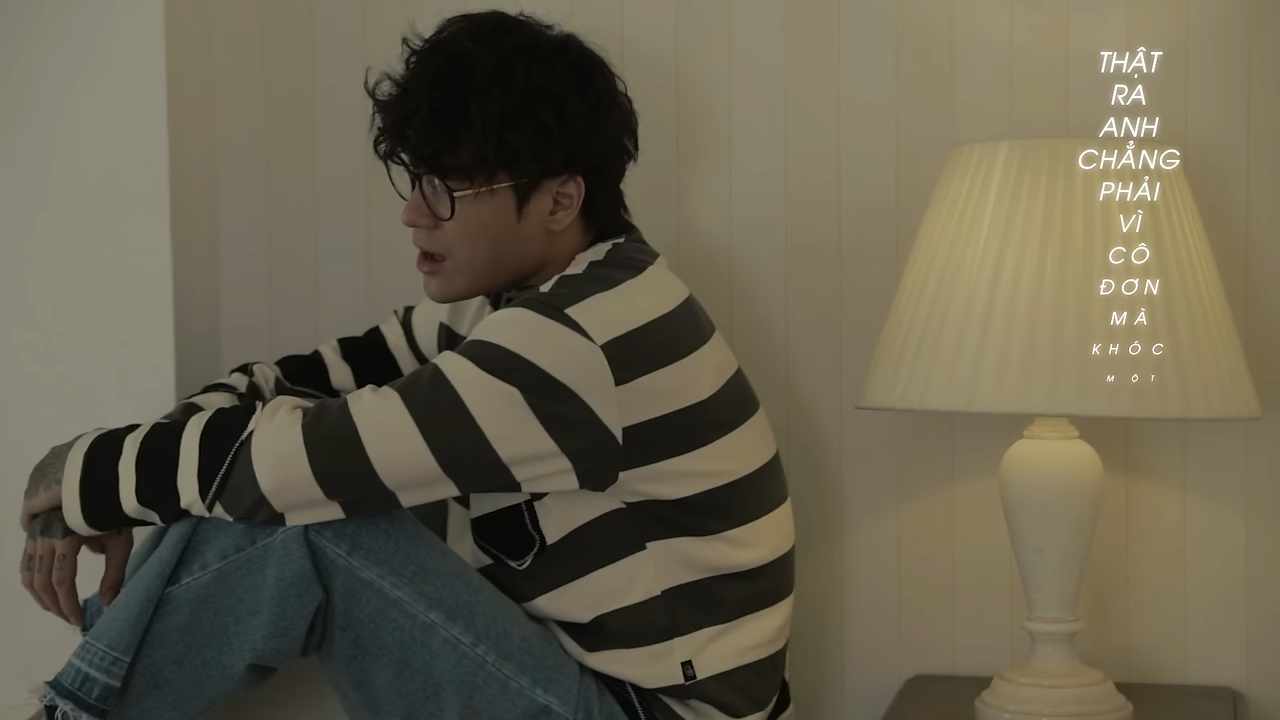 THẬT
RA
ANH
CHẲNG
PHẢI
VÌ
CÔ
ĐƠN
MÀ
KHÓC
MỘT